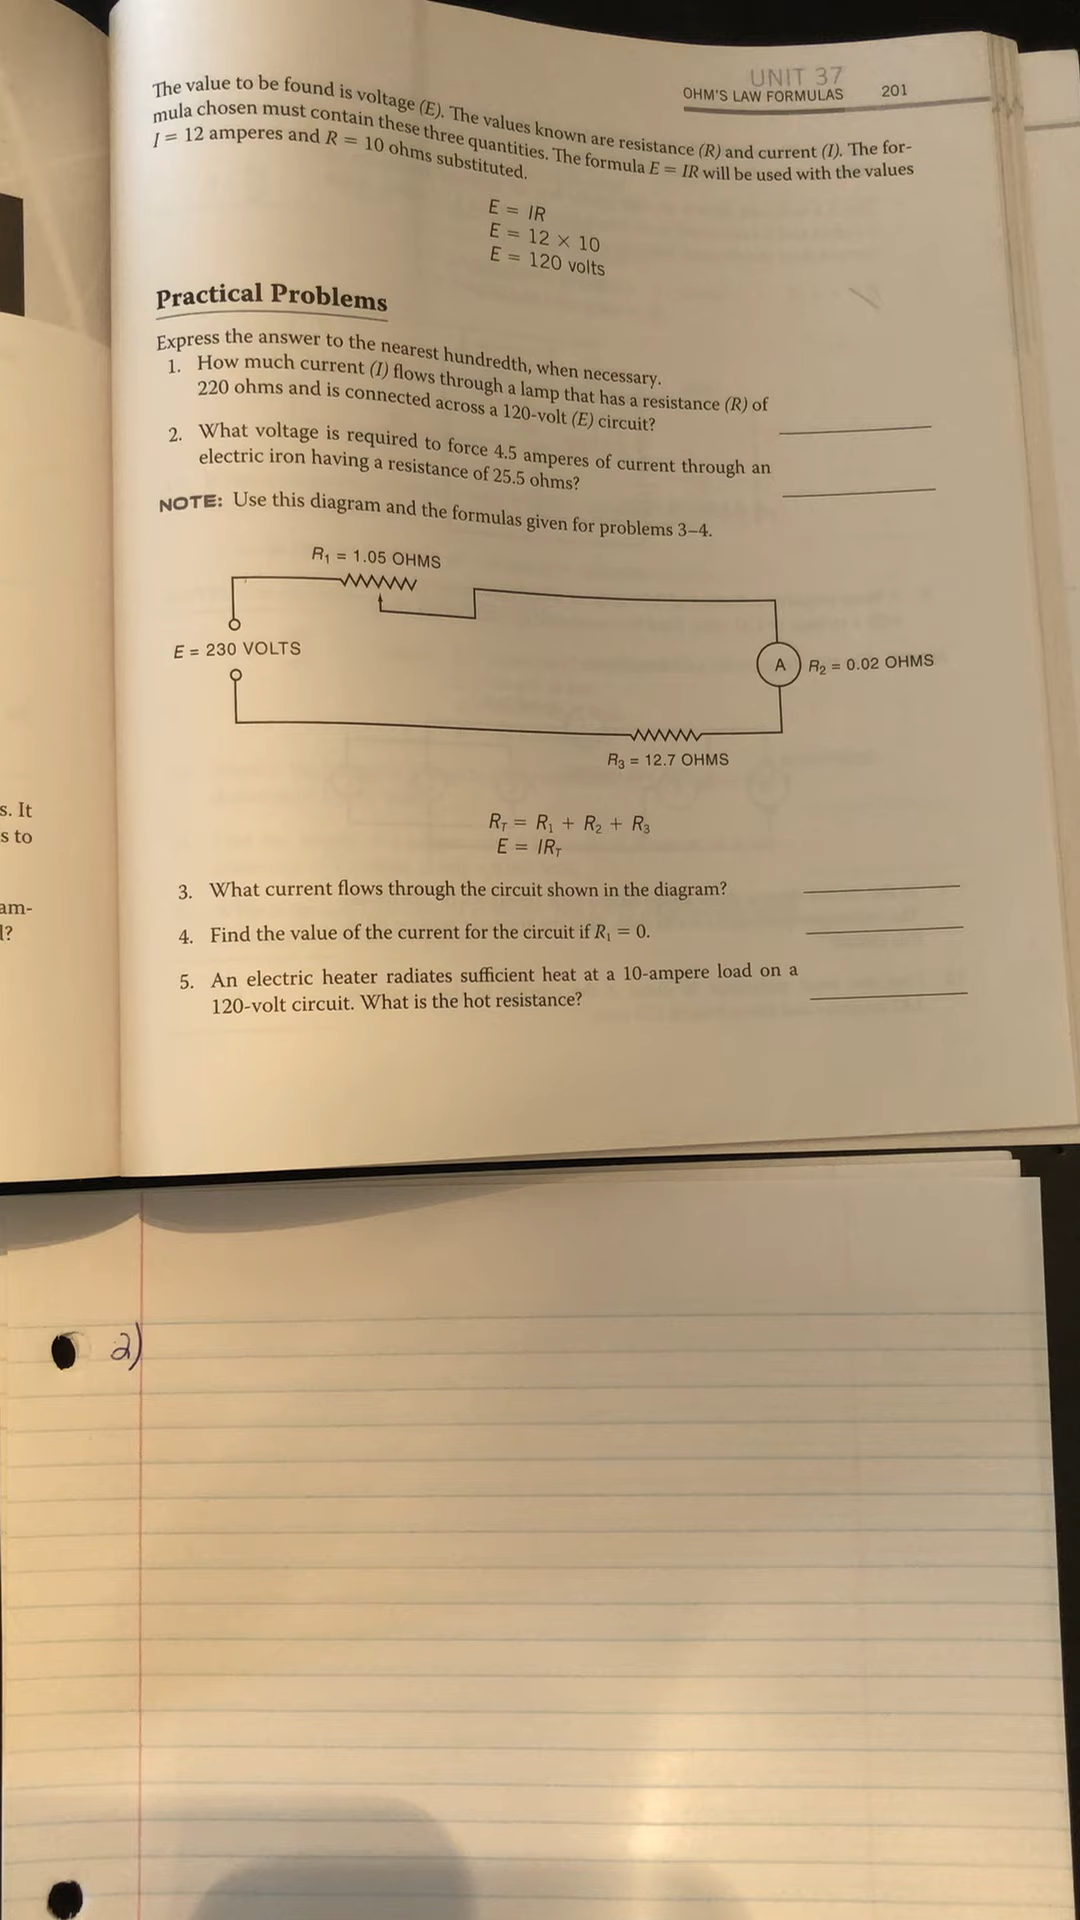 UNIT 37
OHM'S LAW FORMULAS 201
The value to be found is voltage (E). The values known are resistance (R) and current (I). The for-
mula chosen must contain these three quantities. The formula E = IR will be used with the values
I = 12 amperes and R = 10 ohms substituted.
E = IR
E = 12 × 10
E = 120 volts
Practical Problems
Express the answer to the nearest hundredth, when necessary.
1. How much current (I) flows through a lamp that has a resistance (R) of
220 ohms and is connected across a 120-volt (E) circuit?
2. What voltage is required to force 4.5 amperes of current through an
electric iron having a resistance of 25.5 ohms?
NOTE: Use this diagram and the formulas given for problems 3–4.
R₁ = 1.05 OHMS
E = 230 VOLTS
A R₂ = 0.02 OHMS
R₃ = 12.7 OHMS
s. It
s to
R_T = R₁ + R₂ + R₃
E = IR_T
3. What current flows through the circuit shown in the diagram?
am-
l?
4. Find the value of the current for the circuit if R₁ = 0.
5. An electric heater radiates sufficient heat at a 10-ampere load on a
120-volt circuit. What is the hot resistance?
2)